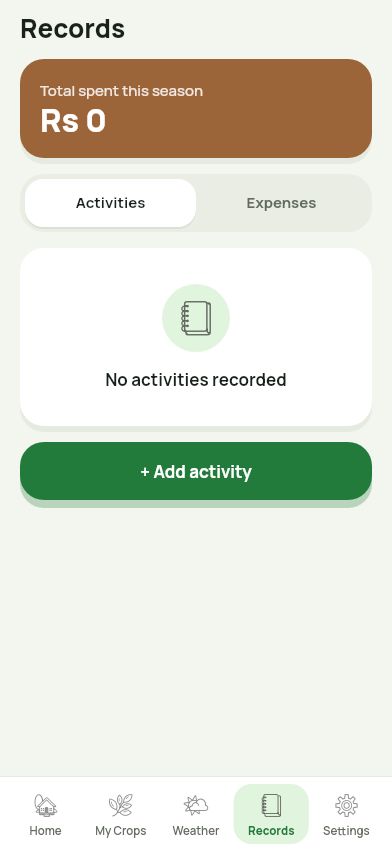 Records
Total spent this season
Rs 0
Activities
Expenses
No activities recorded
+ Add activity
Home
My Crops
Weather
Records
Settings